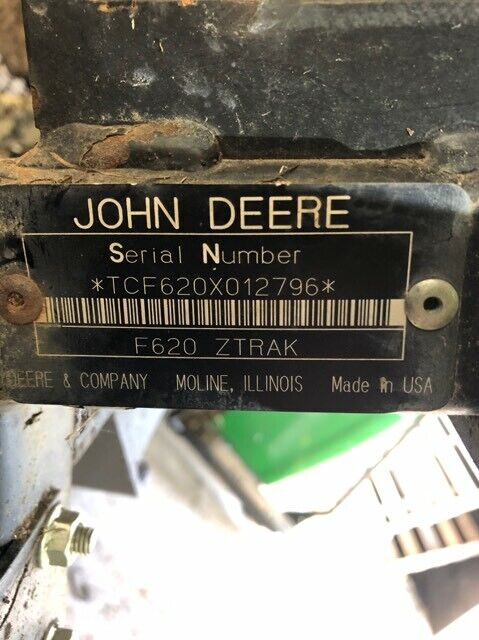 JOHN DEERE
Serial Number
*TCF620X012796*
F620 ZTRAK
DEERE & COMPANY MOLINE, ILLINOIS Made in USA